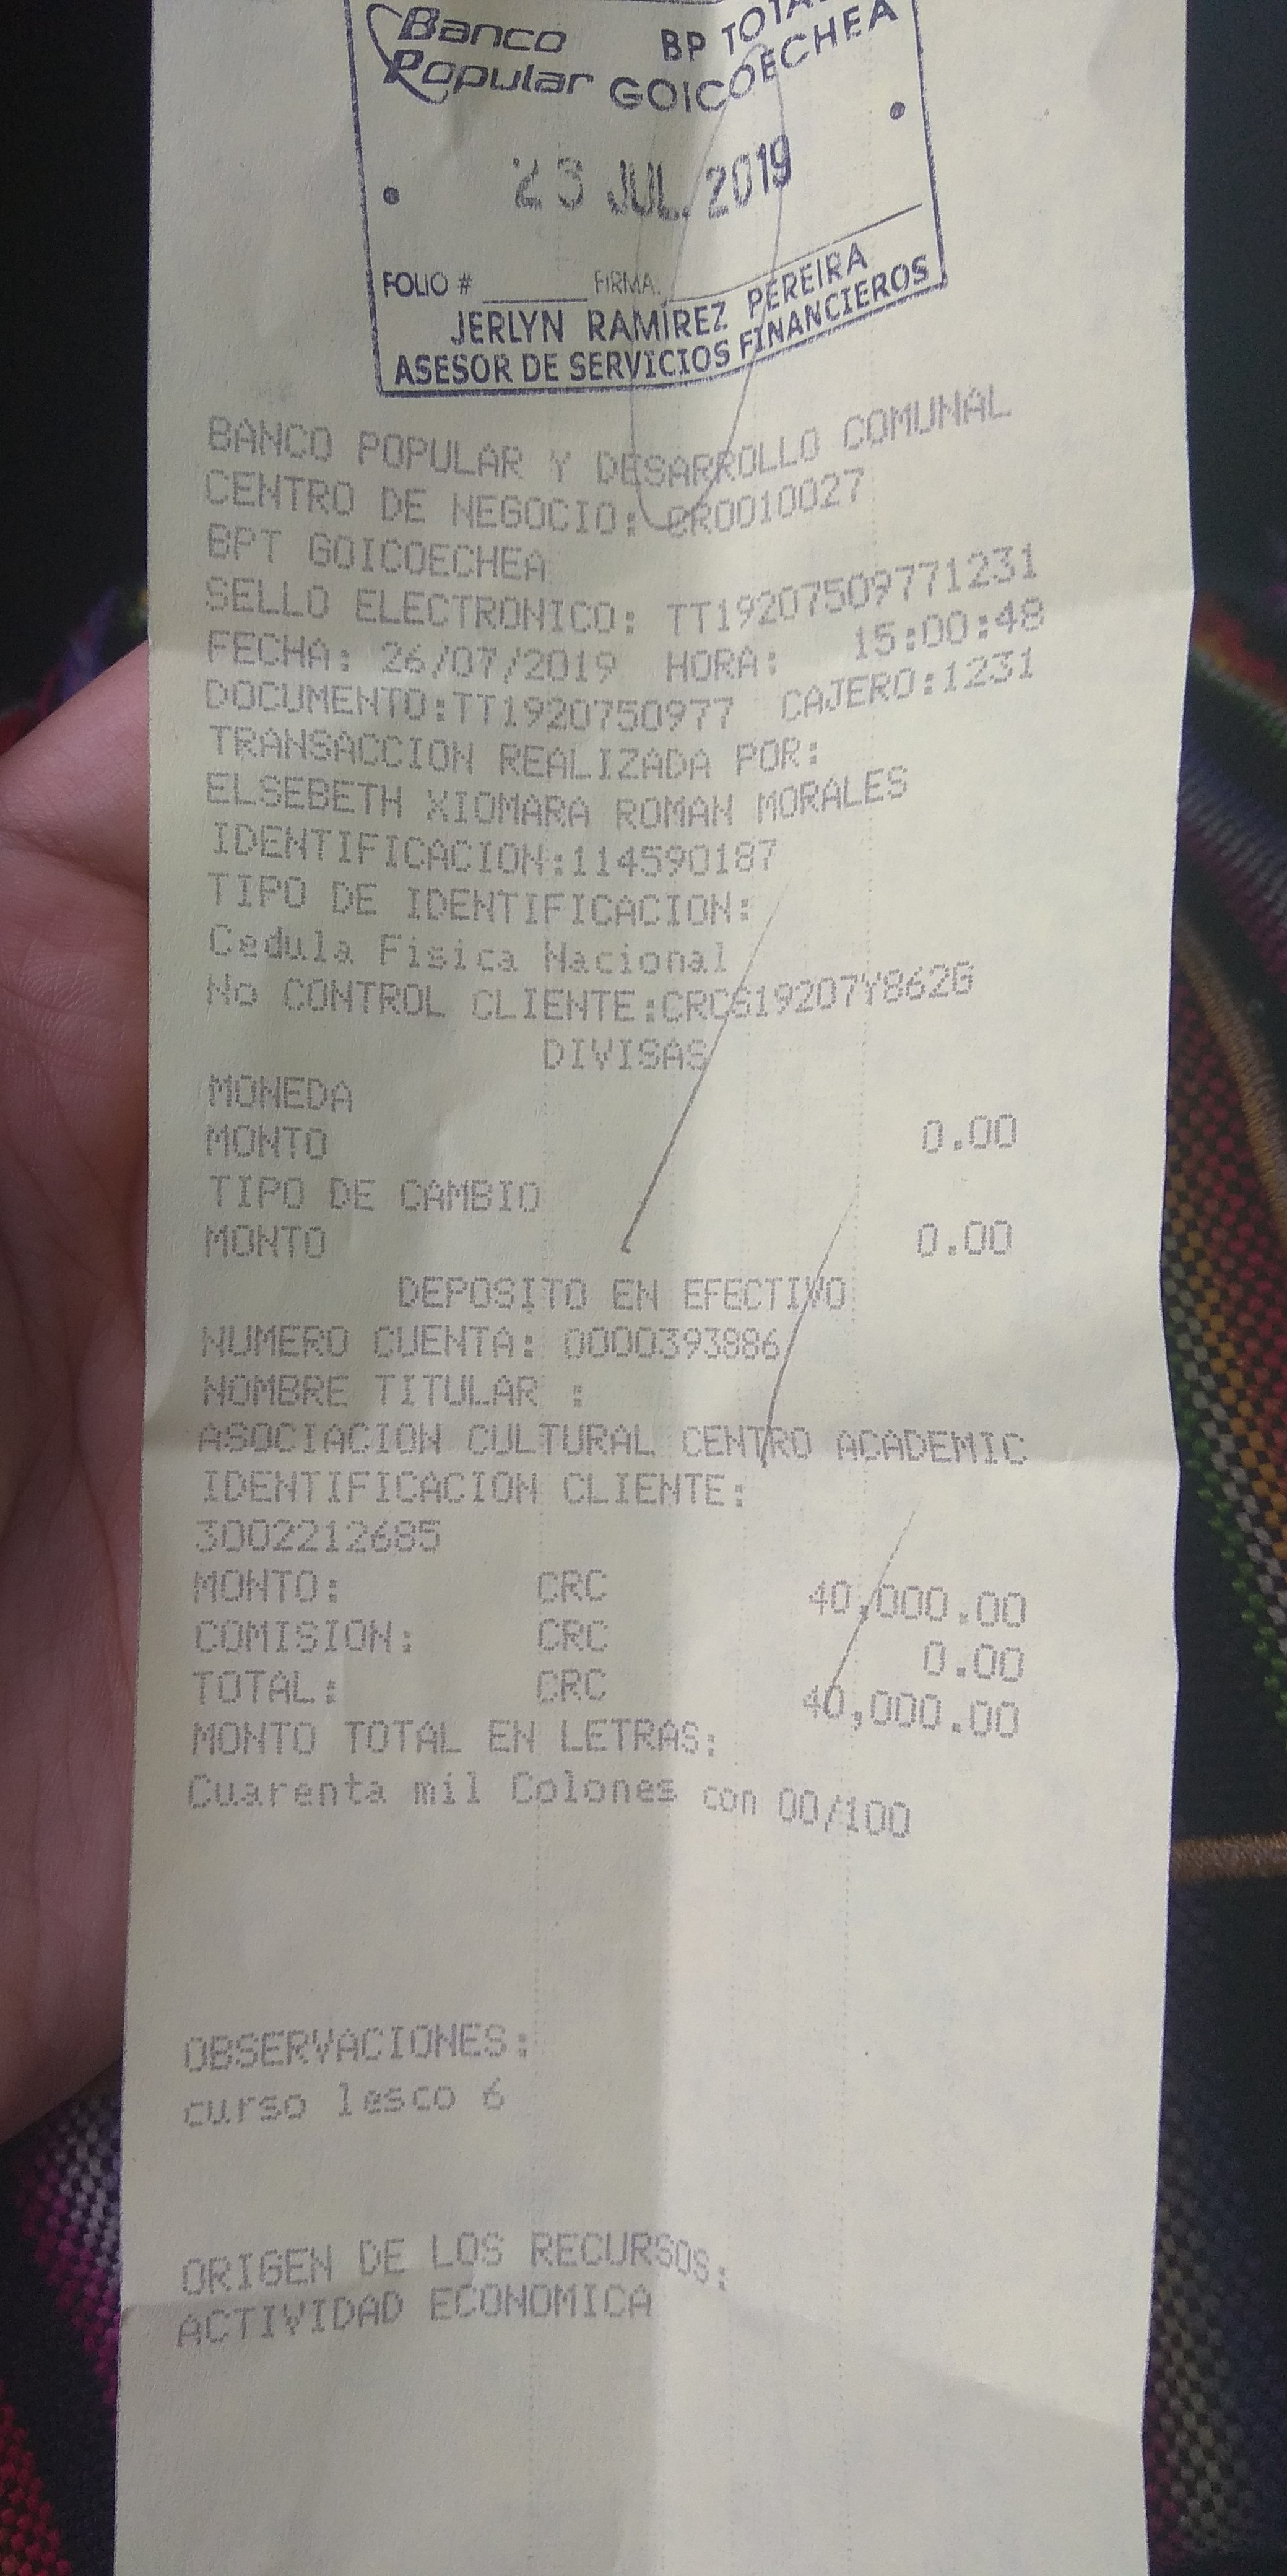 Banco Popular
BP TOTAL
GOICOECHEA
JUL. 2019
FOLIO # ______ FIRMA.
JERLYN RAMÍREZ PEREIRA
ASESOR DE SERVICIOS FINANCIEROS
BANCO POPULAR Y DESARROLLO COMUNAL
CENTRO DE NEGOCIO: CR0010027
BPT GOICOECHEA
SELLO ELECTRONICO: TT19207509771231
FECHA: 26/07/2019 HORA: 15:00:48
DOCUMENTO:TT1920750977 CAJERO:1231
TRANSACCION REALIZADA POR:
ELSEBETH XIOMARA ROMAN MORALES
IDENTIFICACION:114590187
TIPO DE IDENTIFICACION:
Cedula Fisica Nacional
No CONTROL CLIENTE:CRCS19207Y862G
DIVISAS
MONEDA
MONTO 0.00
TIPO DE CAMBIO
MONTO 0.00
DEPOSITO EN EFECTIVO
NUMERO CUENTA: 0000393886
NOMBRE TITULAR :
ASOCIACION CULTURAL CENTRO ACADEMIC
IDENTIFICACION CLIENTE:
3002212685
MONTO: CRC 40,000.00
COMISION: CRC 0.00
TOTAL: CRC 40,000.00
MONTO TOTAL EN LETRAS:
Cuarenta mil Colones con 00/100
OBSERVACIONES:
curso lesco 6
ORIGEN DE LOS RECURSOS:
ACTIVIDAD ECONOMICA